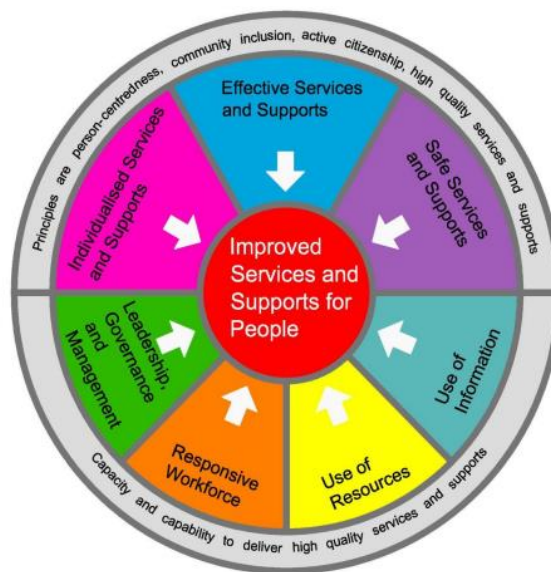 Principles are person-centredness, community inclusion, active citizenship, high quality services and supports
Individualised Services
and Supports
Effective Services
and Supports
Safe Services
and Supports
Improved
Services and
Supports for
People
Leadership,
Governance
and
Management
Responsive
Workforce
Use of
Resources
Use of
Information
Capacity and capability to deliver high quality services and supports